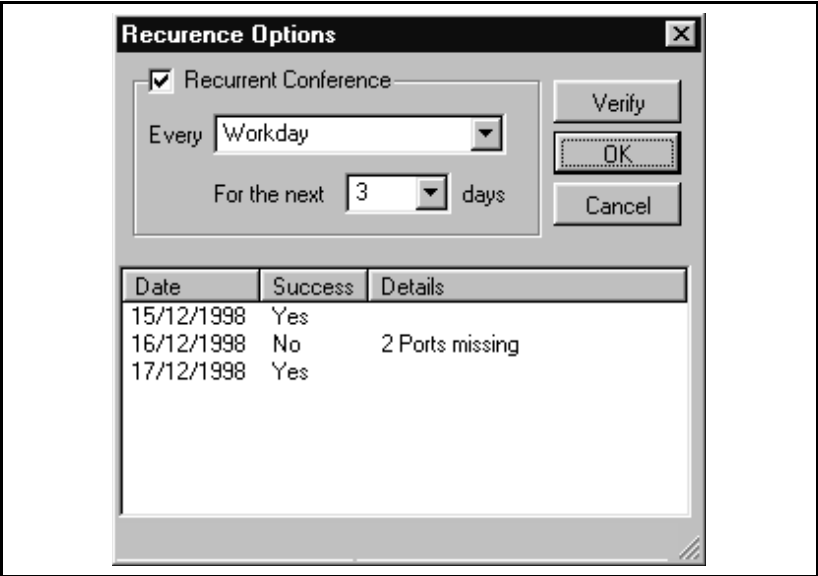 Recurence Options
Recurrent Conference
Every Workday
For the next 3 days
Verify
OK
Cancel
Date Success Details
15/12/1998 Yes
16/12/1998 No 2 Ports missing
17/12/1998 Yes